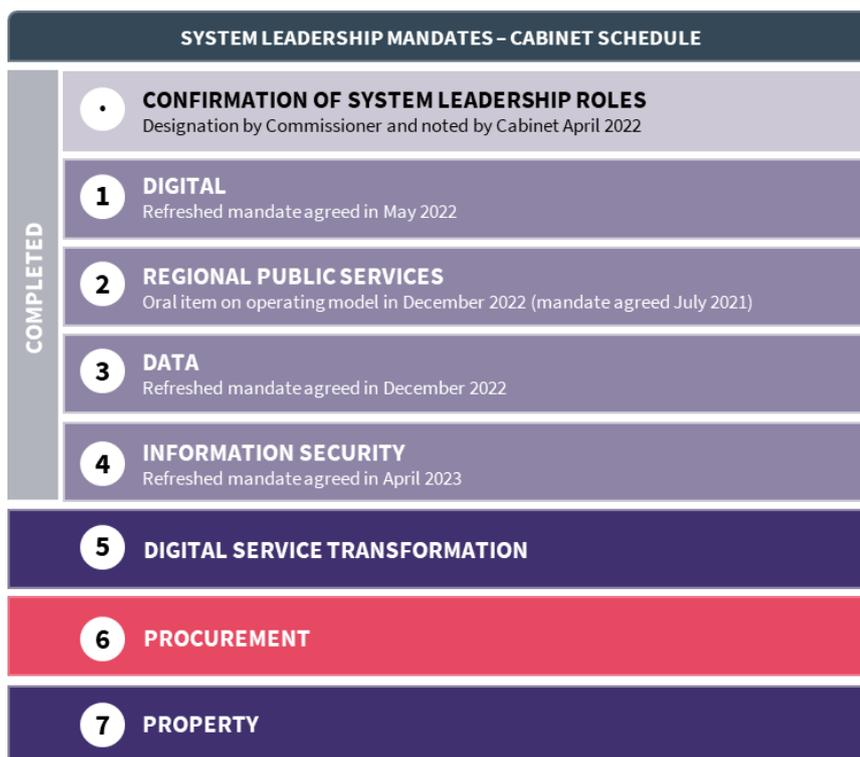 SYSTEM LEADERSHIP MANDATES – CABINET SCHEDULE
COMPLETED
•
CONFIRMATION OF SYSTEM LEADERSHIP ROLES
Designation by Commissioner and noted by Cabinet April 2022
1
DIGITAL
Refreshed mandate agreed in May 2022
2
REGIONAL PUBLIC SERVICES
Oral item on operating model in December 2022 (mandate agreed July 2021)
3
DATA
Refreshed mandate agreed in December 2022
4
INFORMATION SECURITY
Refreshed mandate agreed in April 2023
5
DIGITAL SERVICE TRANSFORMATION
6
PROCUREMENT
7
PROPERTY